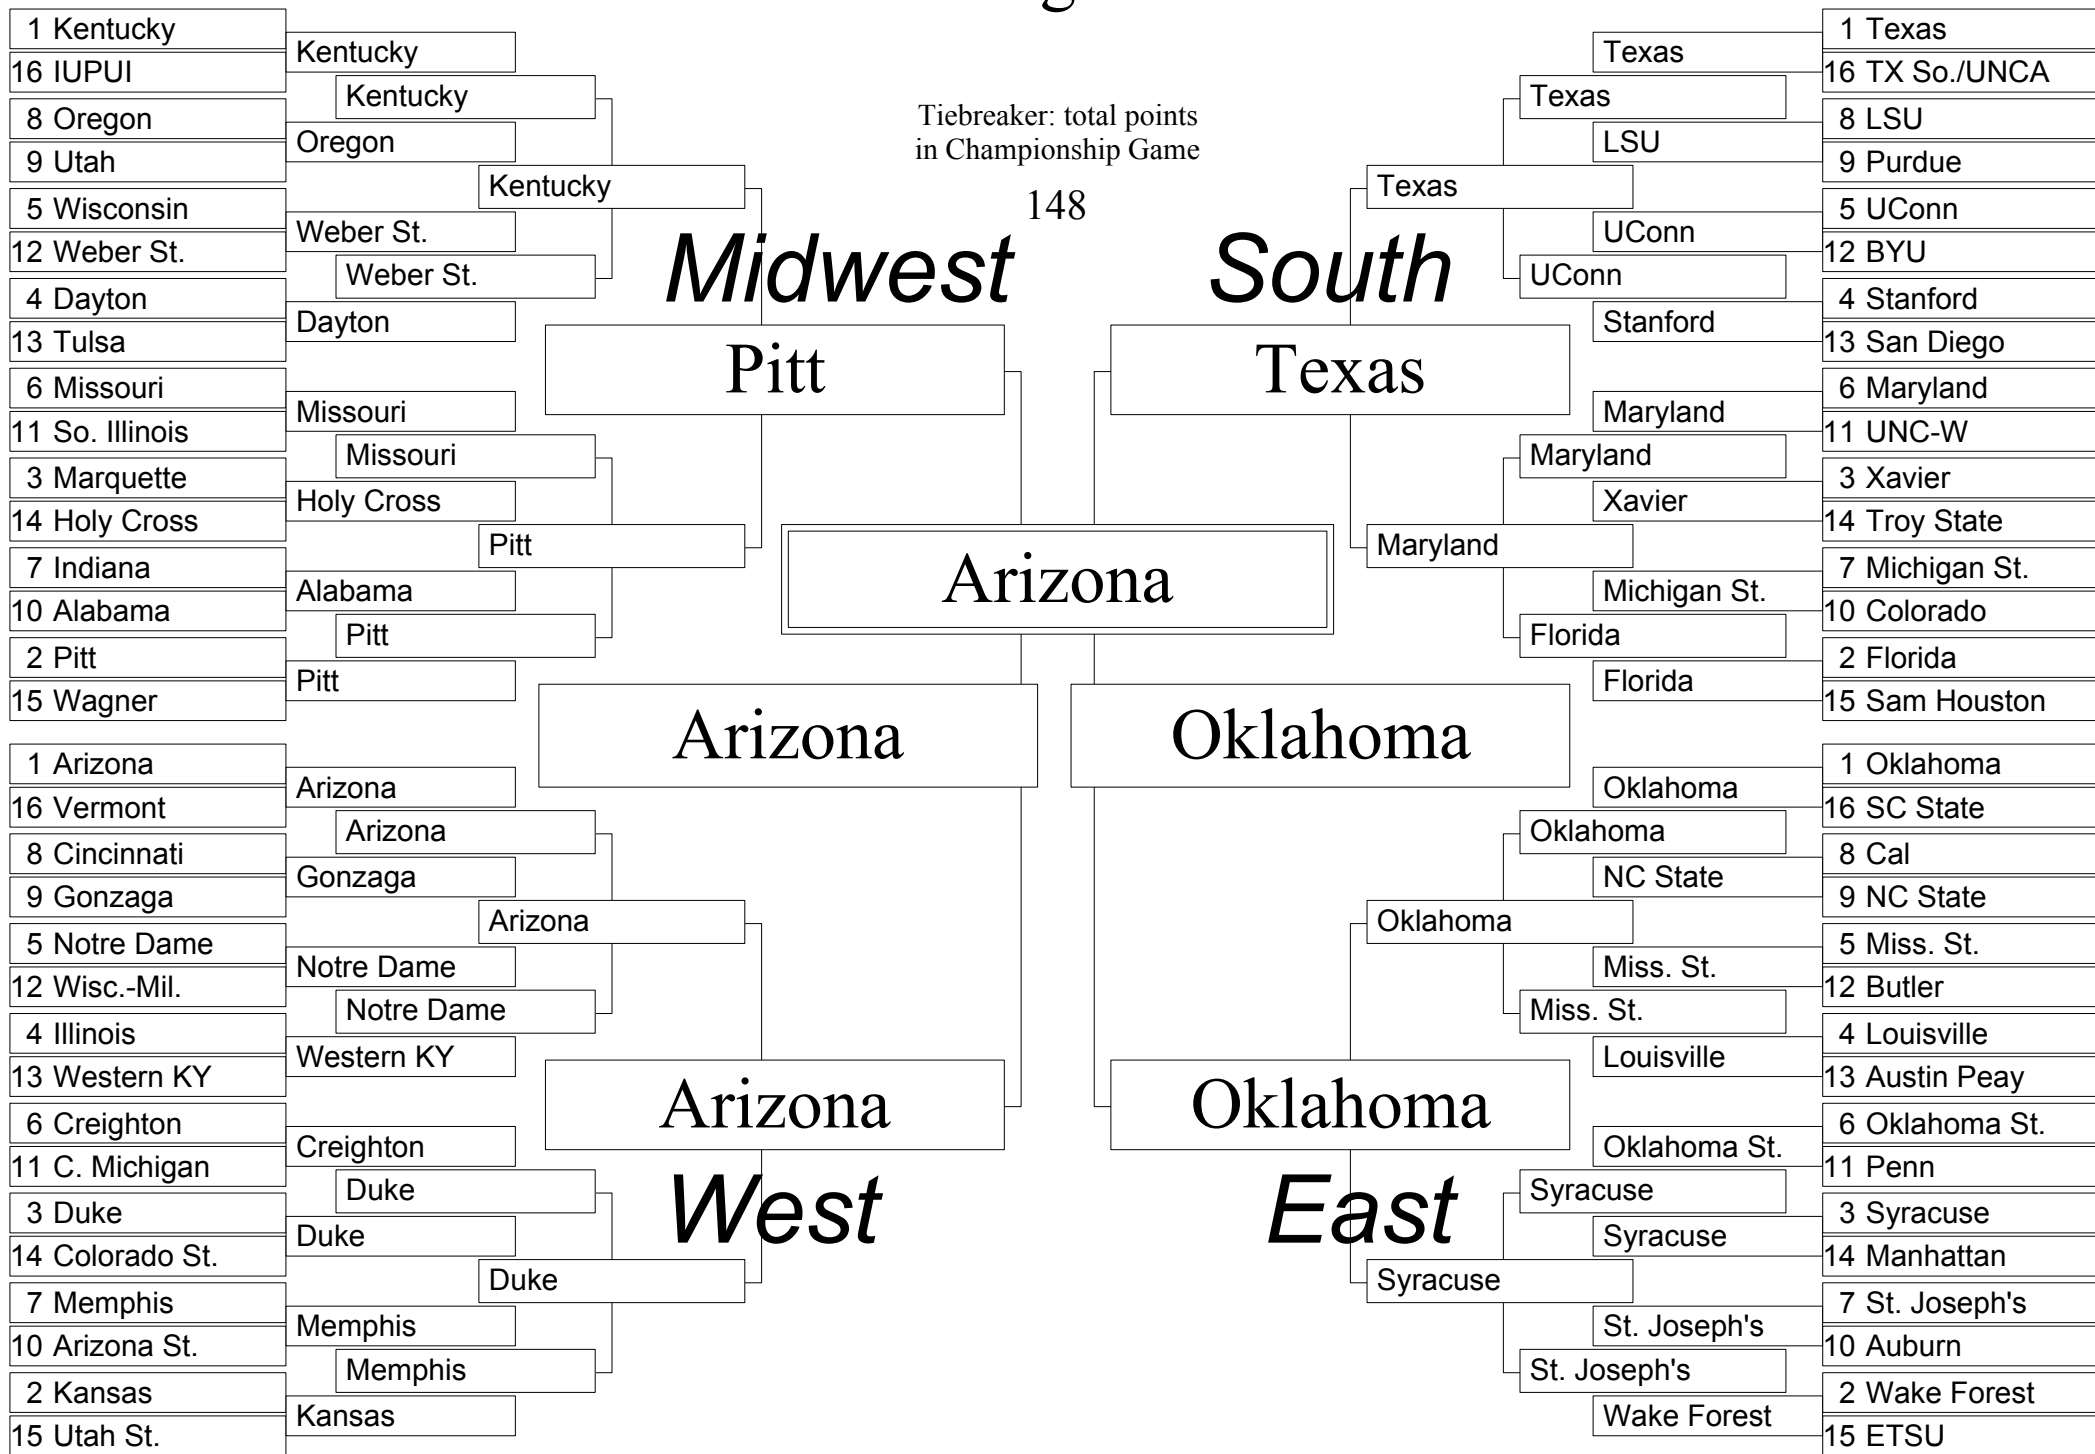 g
Tiebreaker: total points
in Championship Game
148
Midwest
1 Kentucky
16 IUPUI
8 Oregon
9 Utah
5 Wisconsin
12 Weber St.
4 Dayton
13 Tulsa
6 Missouri
11 So. Illinois
3 Marquette
14 Holy Cross
7 Indiana
10 Alabama
2 Pitt
15 Wagner
Kentucky
Oregon
Weber St.
Dayton
Missouri
Holy Cross
Alabama
Pitt
Kentucky
Weber St.
Missouri
Pitt
Kentucky
Pitt
Pitt
West
1 Arizona
16 Vermont
8 Cincinnati
9 Gonzaga
5 Notre Dame
12 Wisc.-Mil.
4 Illinois
13 Western KY
6 Creighton
11 C. Michigan
3 Duke
14 Colorado St.
7 Memphis
10 Arizona St.
2 Kansas
15 Utah St.
Arizona
Gonzaga
Notre Dame
Western KY
Creighton
Duke
Memphis
Kansas
Arizona
Notre Dame
Duke
Memphis
Arizona
Duke
Arizona
Arizona
Arizona
Oklahoma
South
1 Texas
16 TX So./UNCA
8 LSU
9 Purdue
5 UConn
12 BYU
4 Stanford
13 San Diego
6 Maryland
11 UNC-W
3 Xavier
14 Troy State
7 Michigan St.
10 Colorado
2 Florida
15 Sam Houston
Texas
LSU
UConn
Stanford
Maryland
Xavier
Michigan St.
Florida
Texas
UConn
Maryland
Florida
Texas
Maryland
Texas
East
1 Oklahoma
16 SC State
8 Cal
9 NC State
5 Miss. St.
12 Butler
4 Louisville
13 Austin Peay
6 Oklahoma St.
11 Penn
3 Syracuse
14 Manhattan
7 St. Joseph's
10 Auburn
2 Wake Forest
15 ETSU
Oklahoma
NC State
Miss. St.
Louisville
Oklahoma St.
Syracuse
St. Joseph's
Wake Forest
Oklahoma
Miss. St.
Syracuse
St. Joseph's
Oklahoma
Syracuse
Oklahoma